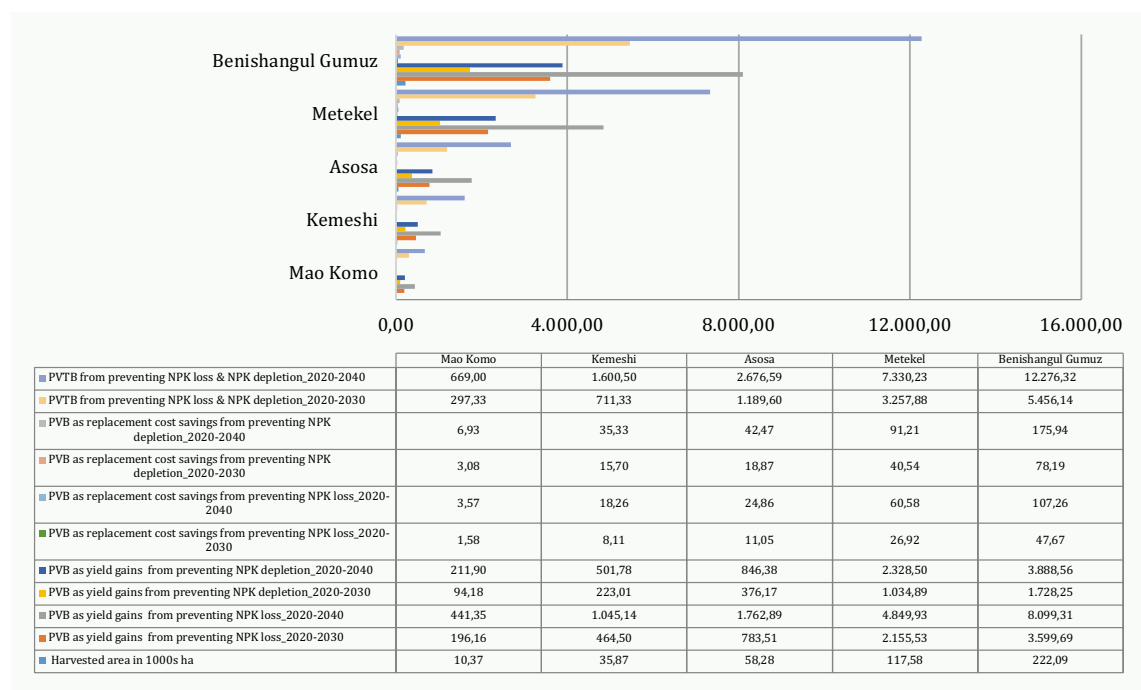 Benishangul Gumuz
Metekel
Asosa
Kemeshi
Mao Komo
0,00 4.000,00 8.000,00 12.000,00 16.000,00
Mao Komo Kemeshi Asosa Metekel Benishangul Gumuz
PVTB from preventing NPK loss & NPK depletion_2020-2040 669,00 1.600,50 2.676,59 7.330,23 12.276,32
PVTB from preventing NPK loss & NPK depletion_2020-2030 297,33 711,33 1.189,60 3.257,88 5.456,14
PVB as replacement cost savings from preventing NPK
depletion_2020-2040 6,93 35,33 42,47 91,21 175,94
PVB as replacement cost savings from preventing NPK
depletion_2020-2030 3,08 15,70 18,87 40,54 78,19
PVB as replacement cost savings from preventing NPK loss_2020-
2040 3,57 18,26 24,86 60,58 107,26
PVB as replacement cost savings from preventing NPK loss_2020-
2030 1,58 8,11 11,05 26,92 47,67
PVB as yield gains from preventing NPK depletion_2020-2040 211,90 501,78 846,38 2.328,50 3.888,56
PVB as yield gains from preventing NPK depletion_2020-2030 94,18 223,01 376,17 1.034,89 1.728,25
PVB as yield gains from preventing NPK loss_2020-2040 441,35 1.045,14 1.762,89 4.849,93 8.099,31
PVB as yield gains from preventing NPK loss_2020-2030 196,16 464,50 783,51 2.155,53 3.599,69
Harvested area in 1000s ha 10,37 35,87 58,28 117,58 222,09